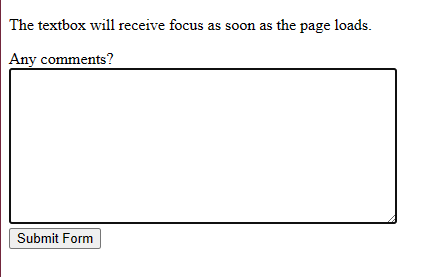 The textbox will receive focus as soon as the page loads.
Any comments?
Submit Form